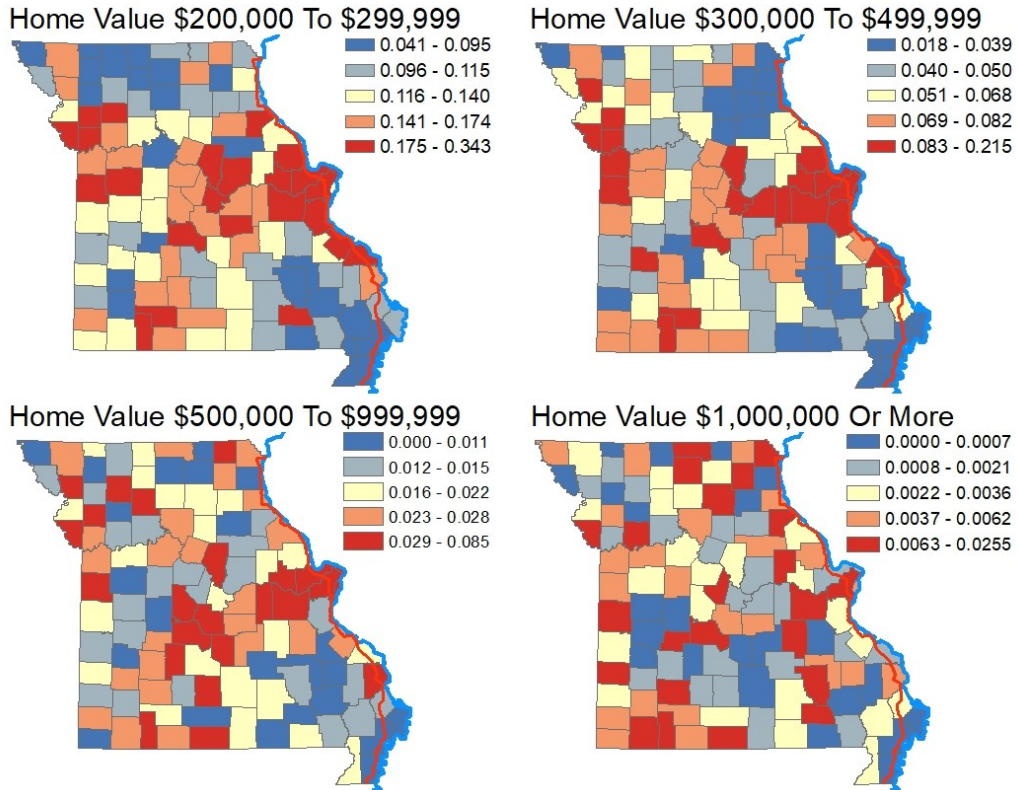 Home Value $200,000 To $299,999
0.041 - 0.095
0.096 - 0.115
0.116 - 0.140
0.141 - 0.174
0.175 - 0.343
Home Value $300,000 To $499,999
0.018 - 0.039
0.040 - 0.050
0.051 - 0.068
0.069 - 0.082
0.083 - 0.215
Home Value $500,000 To $999,999
0.000 - 0.011
0.012 - 0.015
0.016 - 0.022
0.023 - 0.028
0.029 - 0.085
Home Value $1,000,000 Or More
0.0000 - 0.0007
0.0008 - 0.0021
0.0022 - 0.0036
0.0037 - 0.0062
0.0063 - 0.0255